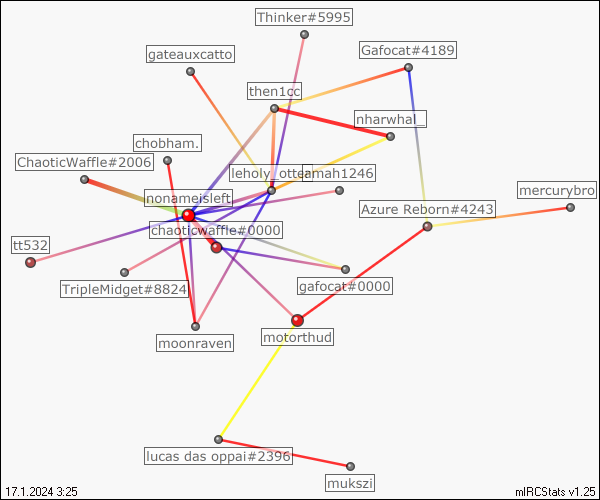 Thinker#5995
gateauxcatto
Gafocat#4189
then1cc
nharwhal_
chobham.
ChaoticWaffle#2006
leholy_otter
amah1246
mercurybro
nonameisleft
Azure Reborn#4243
chaoticwaffle#0000
tt532
TripleMidget#8824
gafocat#0000
moonraven
motorthud
lucas das oppai#2396
mukszi
17.1.2024 3:25
mIRCStats v1.25